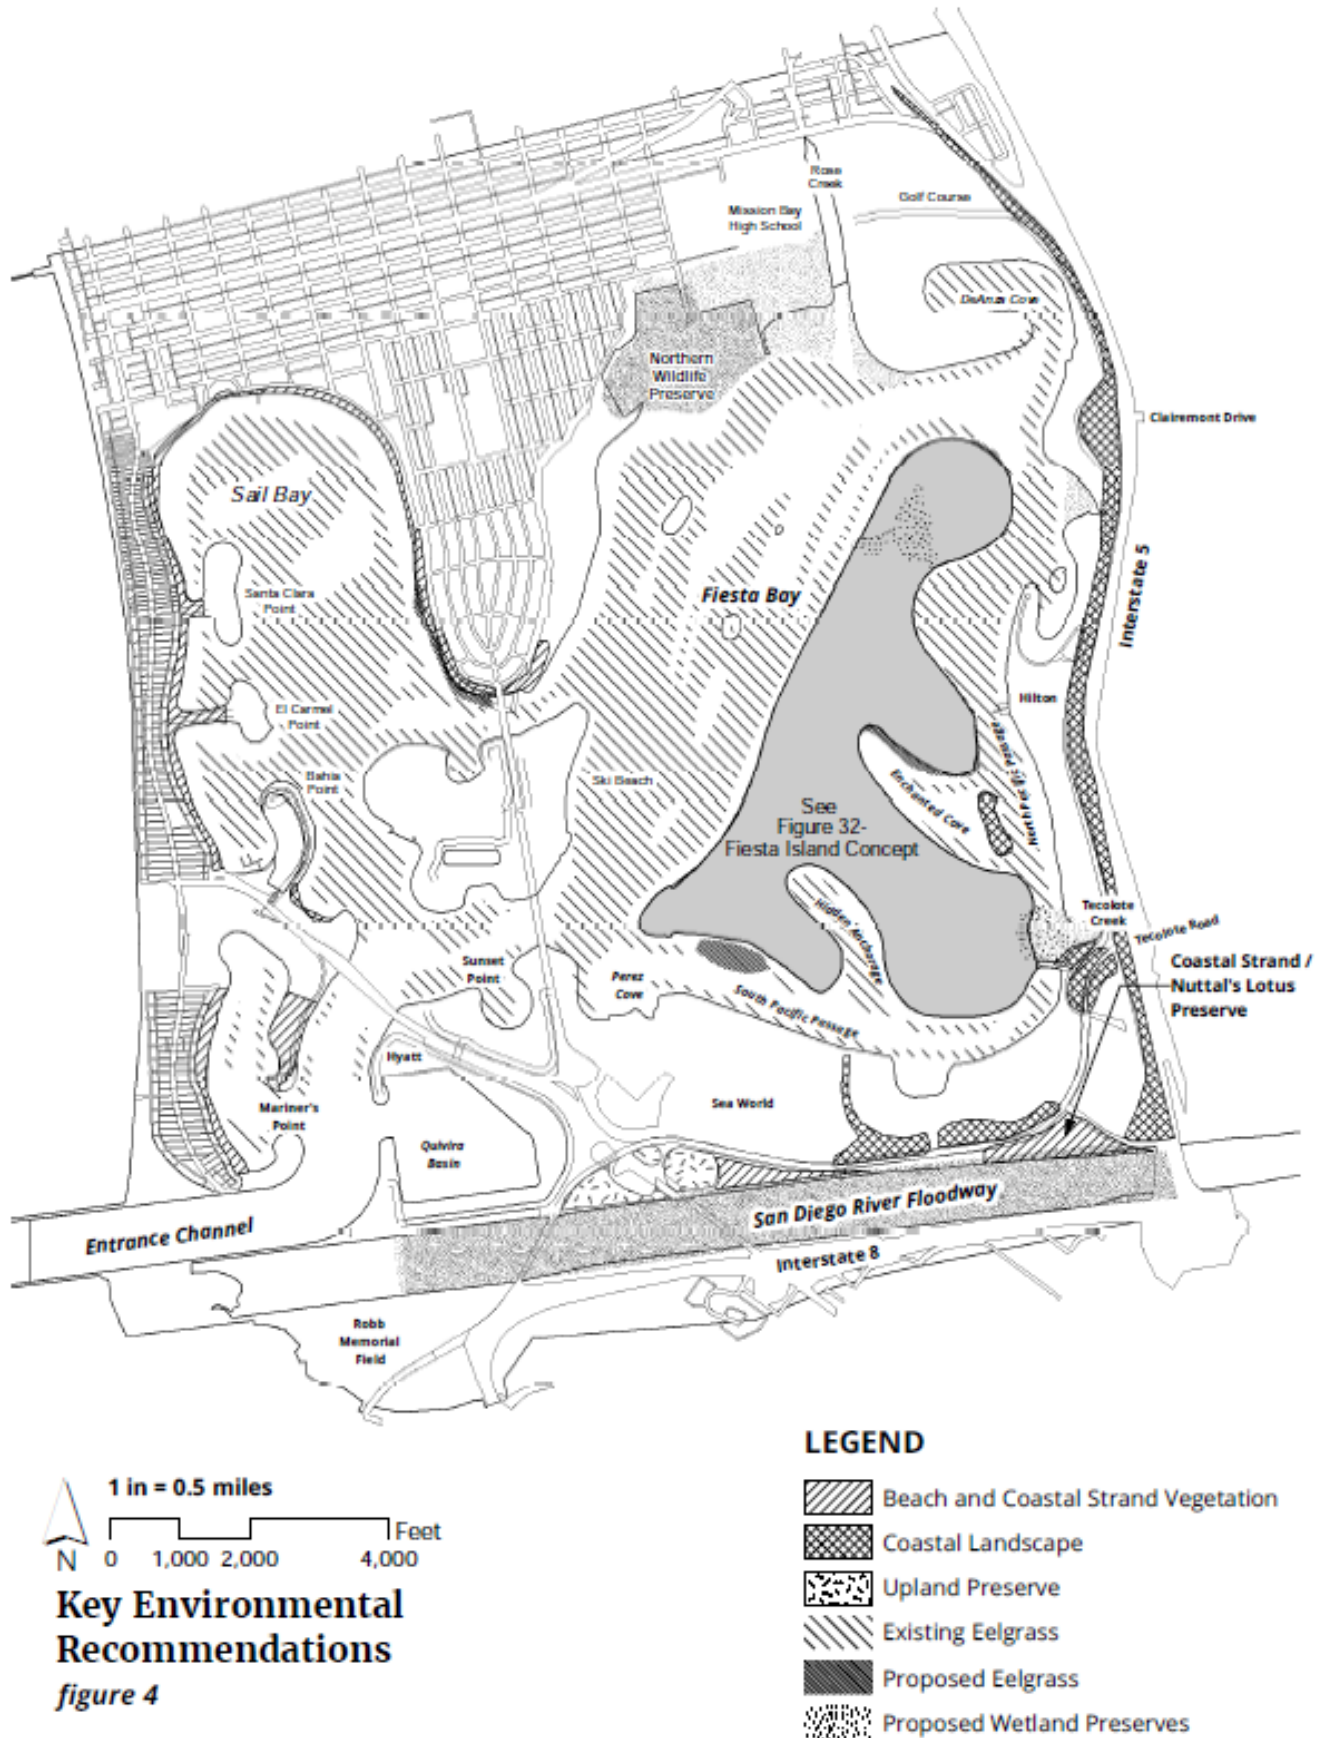 Rose
Creek
Golf Course
Mission Bay
High School
DeAnza Cove
Northern
Wildlife
Preserve
Clairemont Drive
Sail Bay
Interstate 5
Santa Clara
Point
Fiesta Bay
Hilton
El Carmel
Point
North Pacific Passage
Bahia
Point
Ski Beach
Enchanted Cove
See
Figure 32-
Fiesta Island Concept
Hidden Anchorage
Tecolote
Creek
Tecolote Road
Sunset
Point
Perez
Cove
South Pacific Passage
Coastal Strand /
Nuttal's Lotus
Preserve
Hyatt
Mariner's
Point
Sea World
Quivira
Basin
San Diego River Floodway
Entrance Channel
Interstate 8
Robb
Memorial
Field
LEGEND
Beach and Coastal Strand Vegetation
Coastal Landscape
Upland Preserve
Existing Eelgrass
Proposed Eelgrass
Proposed Wetland Preserves
1 in = 0.5 miles
Feet
N 0 1,000 2,000 4,000
Key Environmental
Recommendations
figure 4